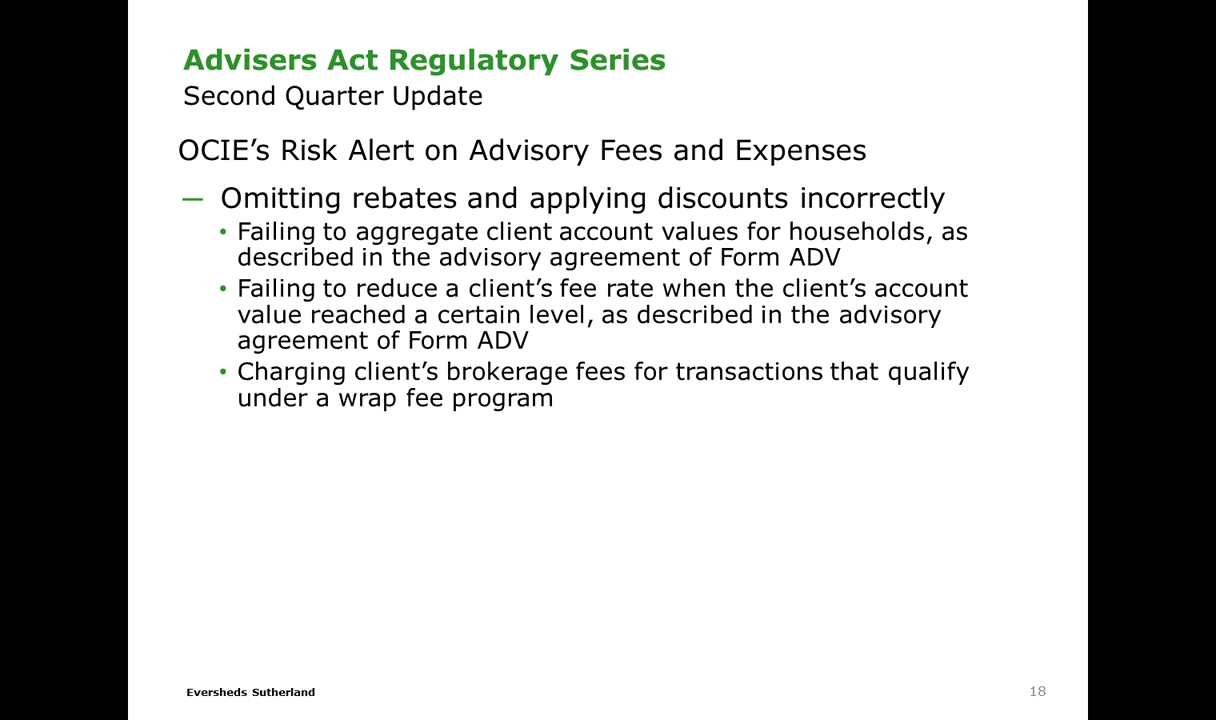 Advisers Act Regulatory Series
Second Quarter Update
OCIE’s Risk Alert on Advisory Fees and Expenses
— Omitting rebates and applying discounts incorrectly
• Failing to aggregate client account values for households, as
described in the advisory agreement of Form ADV
• Failing to reduce a client’s fee rate when the client’s account
value reached a certain level, as described in the advisory
agreement of Form ADV
• Charging client’s brokerage fees for transactions that qualify
under a wrap fee program
Eversheds Sutherland
18